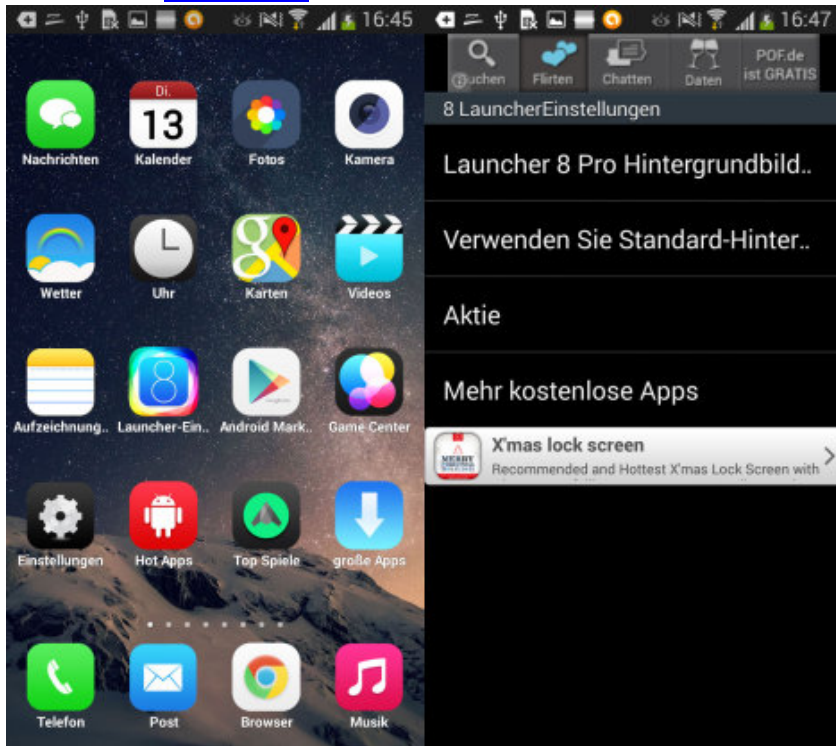 16:45
Di.
13
Nachrichten
Kalender
Fotos
Kamera
Wetter
Uhr
Karten
Videos
8
Aufzeichnung..
Launcher-Ein..
Android Mark..
Game Center
Einstellungen
Hot Apps
Top Spiele
große Apps
Telefon
Post
Browser
Musik
16:47
Suchen
Flirten
Chatten
Daten
POF.de
ist GRATIS
8 LauncherEinstellungen
Launcher 8 Pro Hintergrundbild..
Verwenden Sie Standard-Hinter..
Aktie
Mehr kostenlose Apps
MERRY
X'mas lock screen
Recommended and Hottest X'mas Lock Screen with